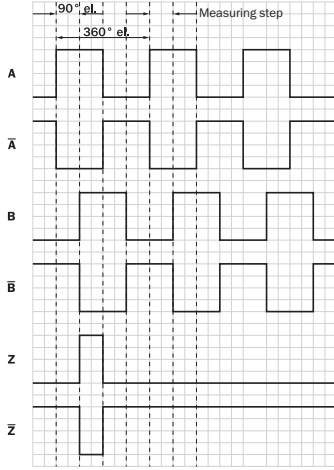 90° el.
Measuring step
360° el.
A
A̅
B
B̅
Z
Z̅